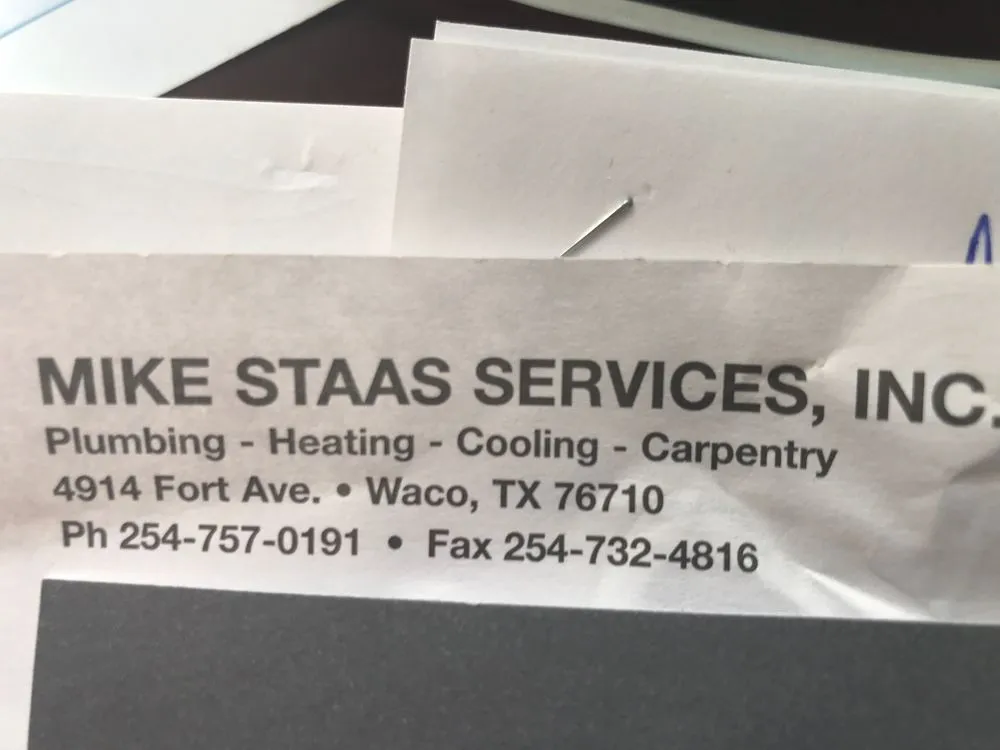 MIKE STAAS SERVICES, INC.
Plumbing - Heating - Cooling - Carpentry
4914 Fort Ave. • Waco, TX 76710
Ph 254-757-0191 • Fax 254-732-4816